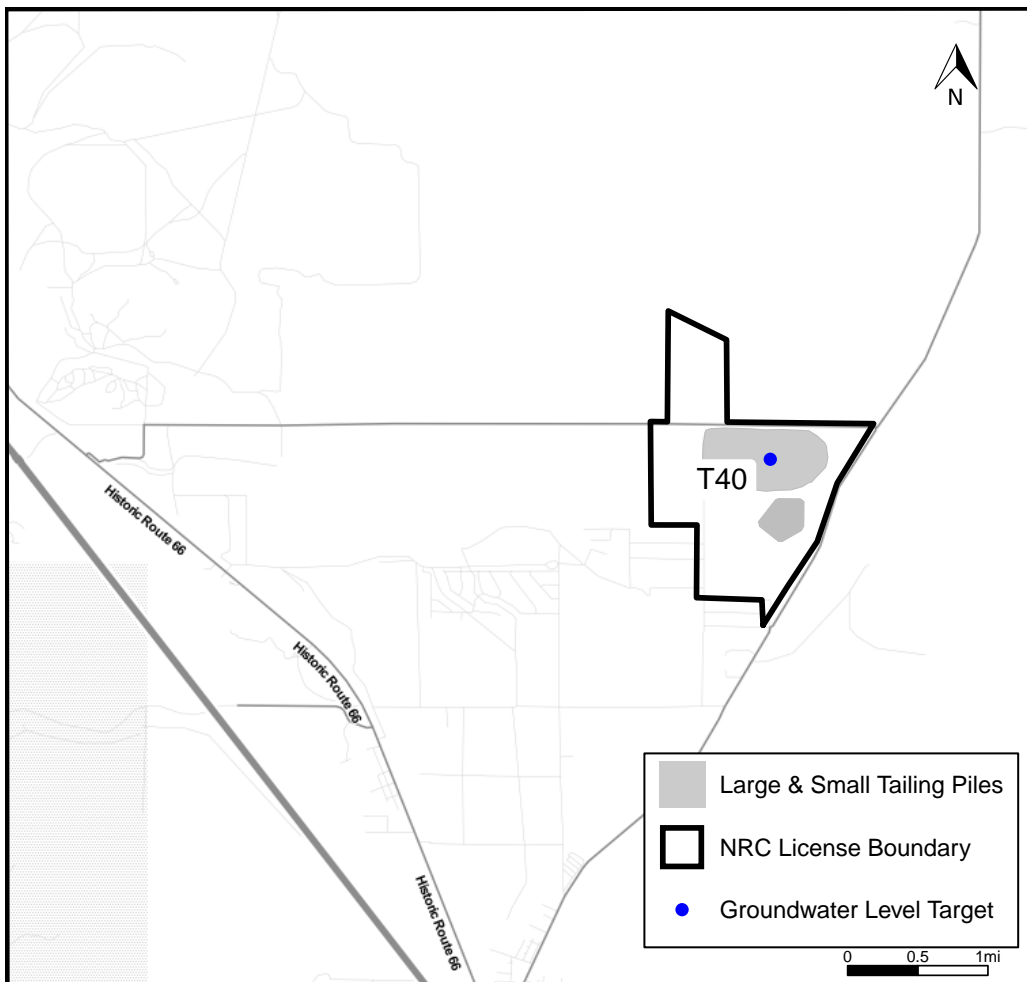 N
T40
Historic Route 66
Historic Route 66
Historic Route 66
Large & Small Tailing Piles
NRC License Boundary
Groundwater Level Target
0 0.5 1mi